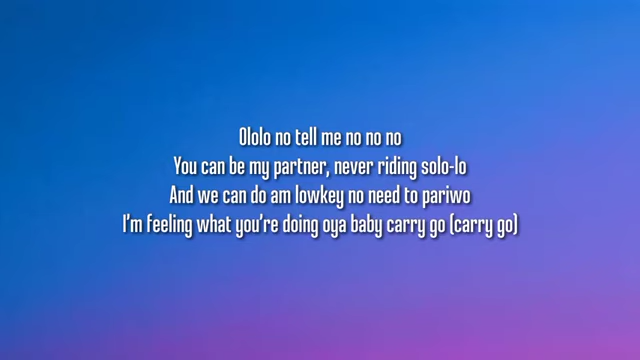 Ololo no tell me no no no
You can be my partner, never riding solo-lo
And we can do am lowkey no need to pariwo
I'm feeling what you're doing oya baby carry go (carry go)